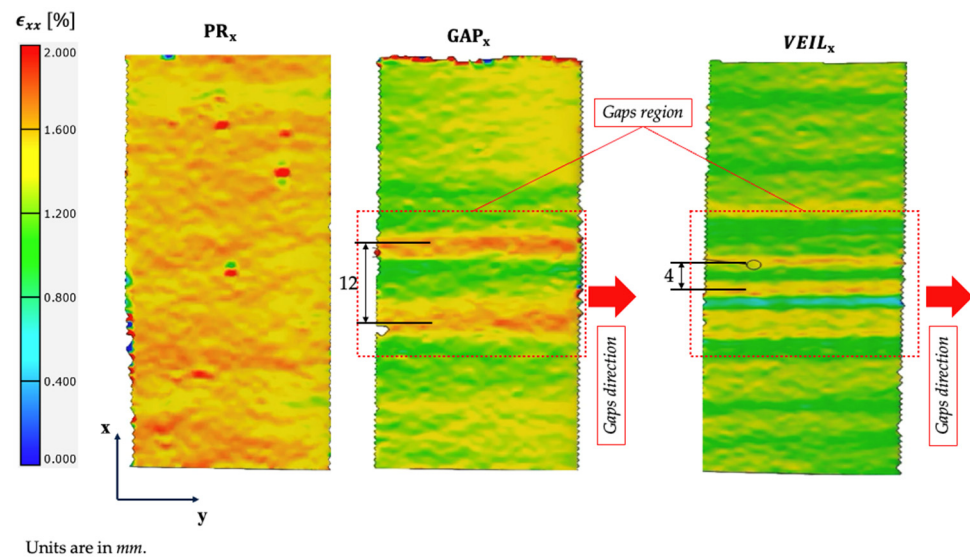 ϵxx [%]
PRx
GAPx
VEILx
2.000
1.600
1.200
0.800
0.400
0.000
Gaps region
12
4
Gaps direction
Gaps direction
x
y
Units are in mm.